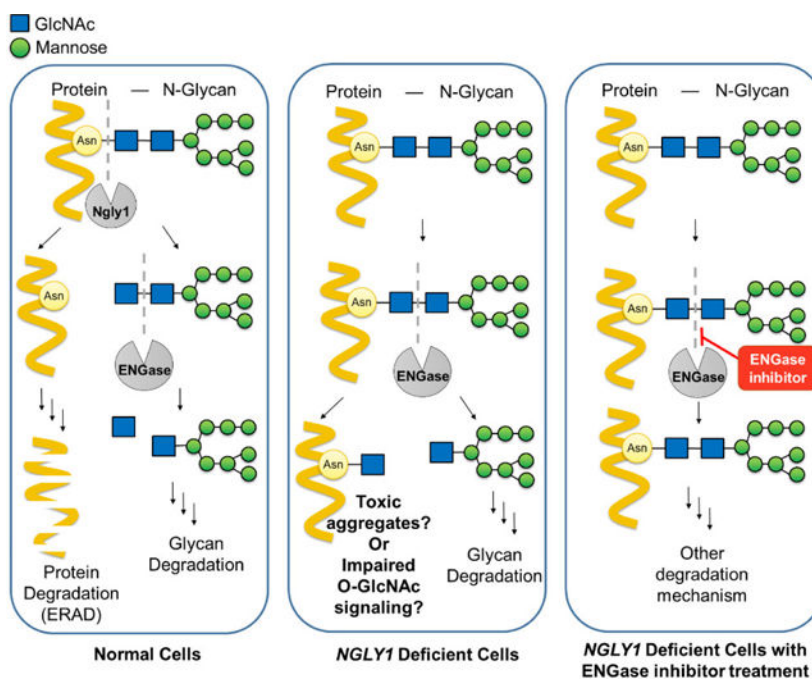 GlcNAc
Mannose
Protein — N-Glycan
Asn
Ngly1
Asn
ENGase
Protein
Degradation
(ERAD)
Glycan
Degradation
Normal Cells
Protein — N-Glycan
Asn
Asn
ENGase
Asn
Toxic
aggregates?
Or
Impaired
O-GlcNAc
signaling?
Glycan
Degradation
NGLY1 Deficient Cells
Protein — N-Glycan
Asn
Asn
ENGase
inhibitor
ENGase
Asn
Other
degradation
mechanism
NGLY1 Deficient Cells with
ENGase inhibitor treatment